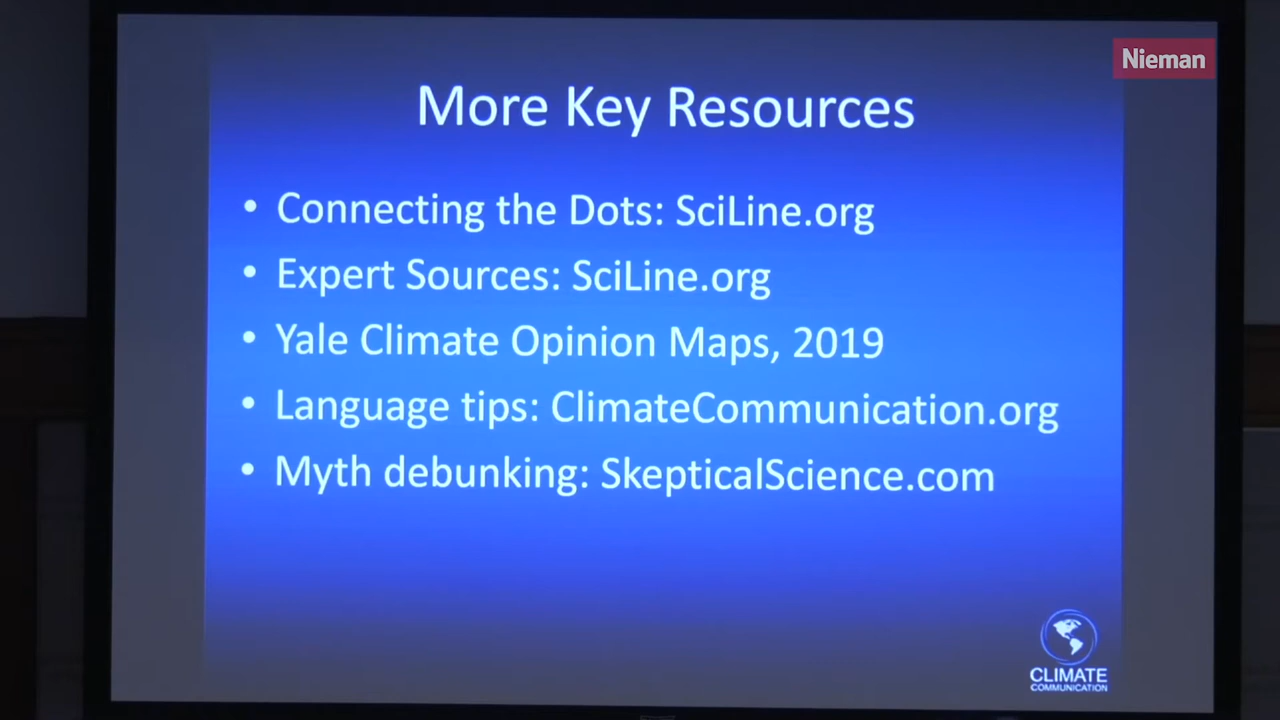 Nieman
More Key Resources
• Connecting the Dots: SciLine.org
• Expert Sources: SciLine.org
• Yale Climate Opinion Maps, 2019
• Language tips: ClimateCommunication.org
• Myth debunking: SkepticalScience.com
CLIMATE
COMMUNICATION